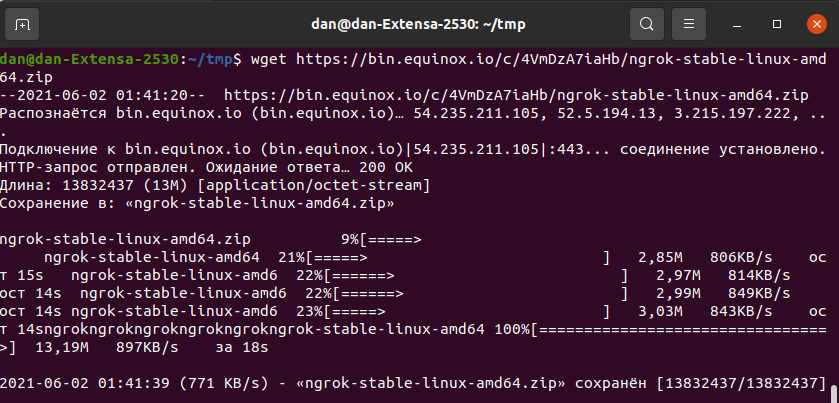 dan@dan-Extensa-2530: ~/tmp
dan@dan-Extensa-2530:~/tmp$ wget https://bin.equinox.io/c/4VmDzA7iaHb/ngrok-stable-linux-amd
64.zip
--2021-06-02 01:41:20--  https://bin.equinox.io/c/4VmDzA7iaHb/ngrok-stable-linux-amd64.zip
Распознаётся bin.equinox.io (bin.equinox.io)… 54.235.211.105, 52.5.194.13, 3.215.197.222, ..
.
Подключение к bin.equinox.io (bin.equinox.io)|54.235.211.105|:443... соединение установлено.
HTTP-запрос отправлен. Ожидание ответа… 200 OK
Длина: 13832437 (13M) [application/octet-stream]
Сохранение в: «ngrok-stable-linux-amd64.zip»
ngrok-stable-linux-amd64.zip          9%[=====>
     ngrok-stable-linux-amd64  21%[=====>                          ]   2,85M   806KB/s    ос
т 15s   ngrok-stable-linux-amd6  22%[======>                         ]   2,97M   814KB/s
ост 14s  ngrok-stable-linux-amd6  22%[======>                        ]   2,99M   849KB/s
ост 14s  ngrok-stable-linux-amd6  23%[=====>                       ]   3,03M   843KB/s    ос
т 14sngrokngrokngrokngrokngrokngrok-stable-linux-amd64 100%[================================
>]  13,19M   897KB/s    за 18s
2021-06-02 01:41:39 (771 KB/s) - «ngrok-stable-linux-amd64.zip» сохранён [13832437/13832437]